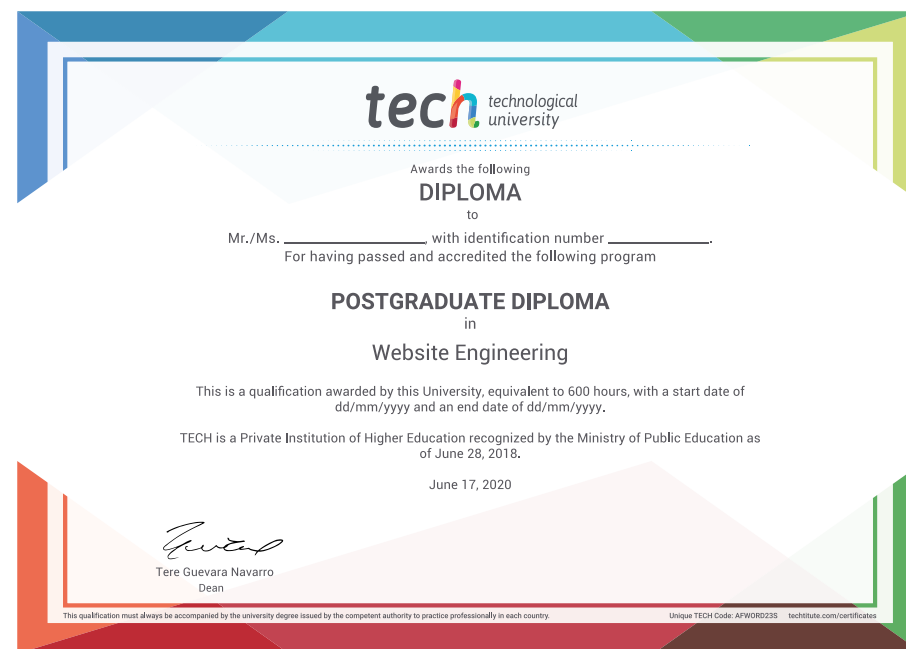 tech technological
university
Awards the following
DIPLOMA
to
Mr./Ms. ____________, with identification number ____________.
For having passed and accredited the following program
POSTGRADUATE DIPLOMA
in
Website Engineering
This is a qualification awarded by this University, equivalent to 600 hours, with a start date of
dd/mm/yyyy and an end date of dd/mm/yyyy.
TECH is a Private Institution of Higher Education recognized by the Ministry of Public Education as
of June 28, 2018.
June 17, 2020
Tere Guevara Navarro
Dean
This qualification must always be accompanied by the university degree issued by the competent authority to practice professionally in each country. Unique TECH Code: AFWORD23S techtitute.com/certificates